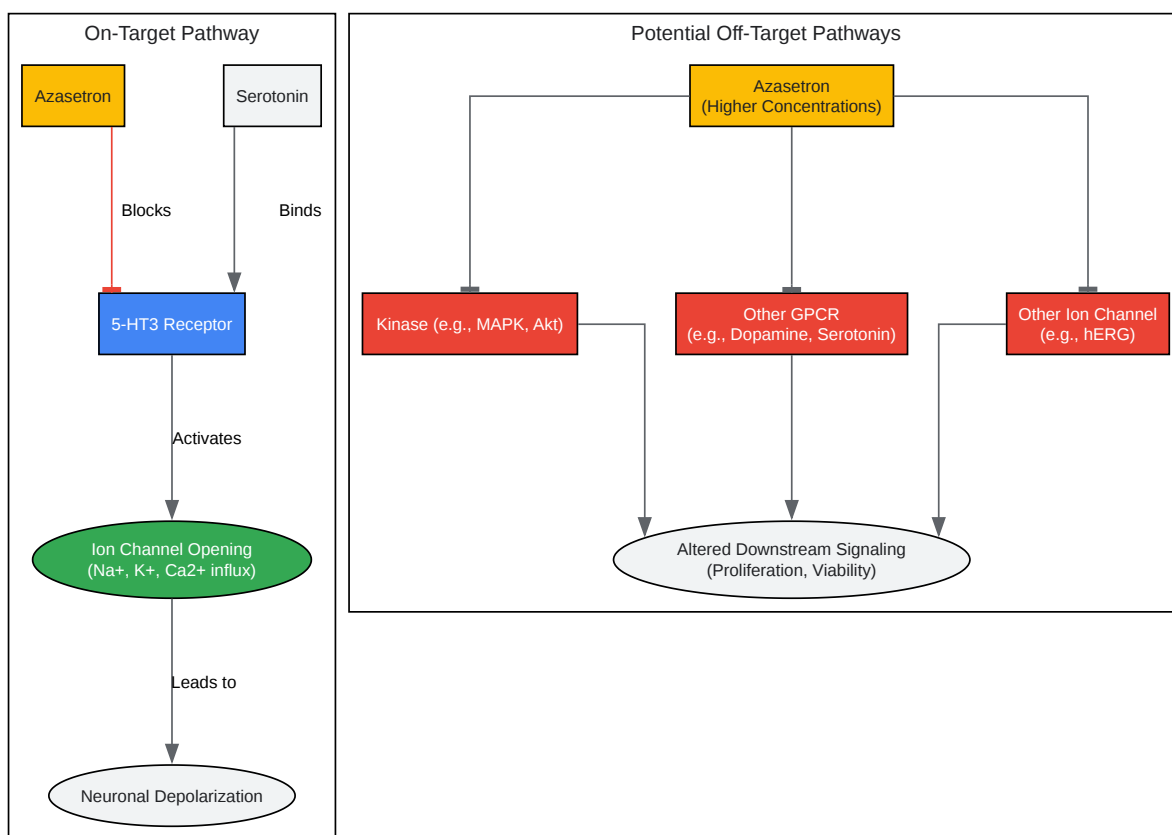 On-Target Pathway
Azasetron
Serotonin
Blocks
Binds
5-HT3 Receptor
Activates
Ion Channel Opening
(Na+, K+, Ca2+ influx)
Leads to
Neuronal Depolarization
Potential Off-Target Pathways
Azasetron
(Higher Concentrations)
Kinase (e.g., MAPK, Akt)
Other GPCR
(e.g., Dopamine, Serotonin)
Other Ion Channel
(e.g., hERG)
Altered Downstream Signaling
(Proliferation, Viability)